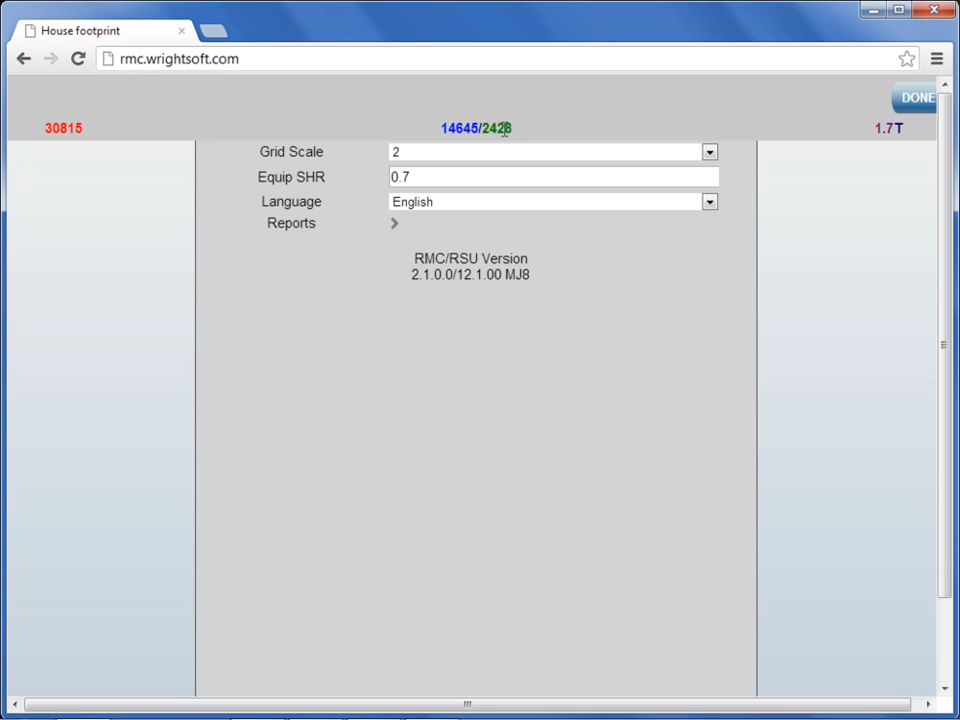 House footprint
rmc.wrightsoft.com
DONE
30815 14645/2428 1.7T
Grid Scale 2
Equip SHR 0.7
Language English
Reports
RMC/RSU Version
2.1.0.0/12.1.00 MJ8